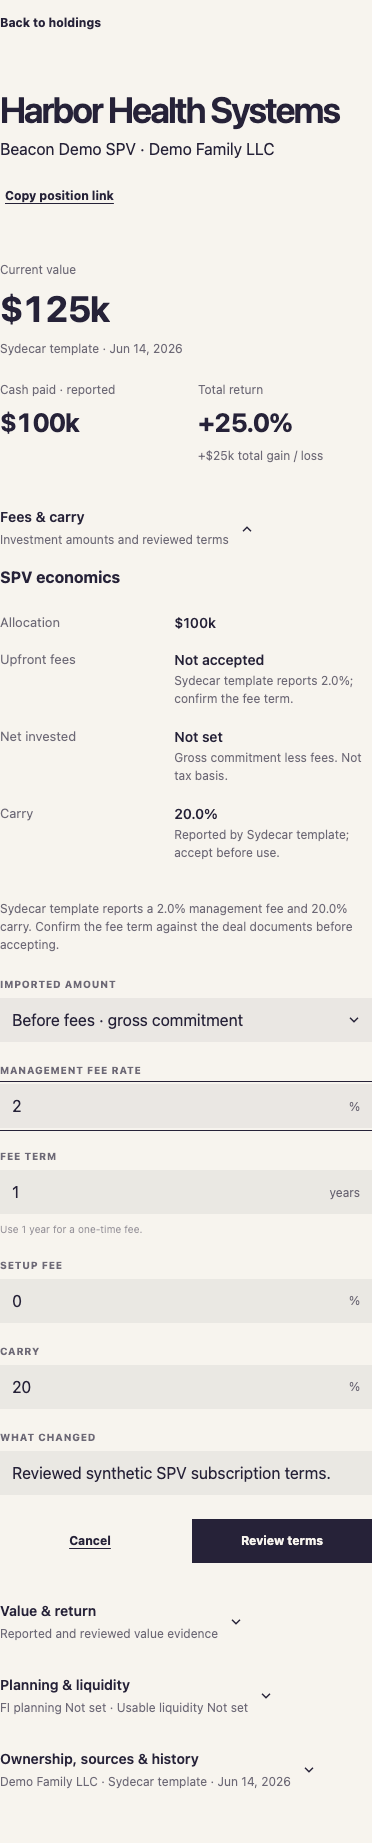 Back to holdings
Harbor Health Systems
Beacon Demo SPV · Demo Family LLC
Copy position link
Current value
$125k
Sydecar template · Jun 14, 2026
Cash paid · reported
Total return
$100k
+25.0%
+$25k total gain / loss
Fees & carry
Investment amounts and reviewed terms
SPV economics
Allocation
$100k
Upfront fees
Not accepted
Sydecar template reports 2.0%;
confirm the fee term.
Net invested
Not set
Gross commitment less fees. Not
tax basis.
Carry
20.0%
Reported by Sydecar template;
accept before use.
Sydecar template reports a 2.0% management fee and 20.0%
carry. Confirm the fee term against the deal documents before
accepting.
IMPORTED AMOUNT
Before fees · gross commitment
MANAGEMENT FEE RATE
2 %
FEE TERM
1 years
Use 1 year for a one-time fee.
SETUP FEE
0 %
CARRY
20 %
WHAT CHANGED
Reviewed synthetic SPV subscription terms.
Cancel
Review terms
Value & return
Reported and reviewed value evidence
Planning & liquidity
FI planning Not set · Usable liquidity Not set
Ownership, sources & history
Demo Family LLC · Sydecar template · Jun 14, 2026